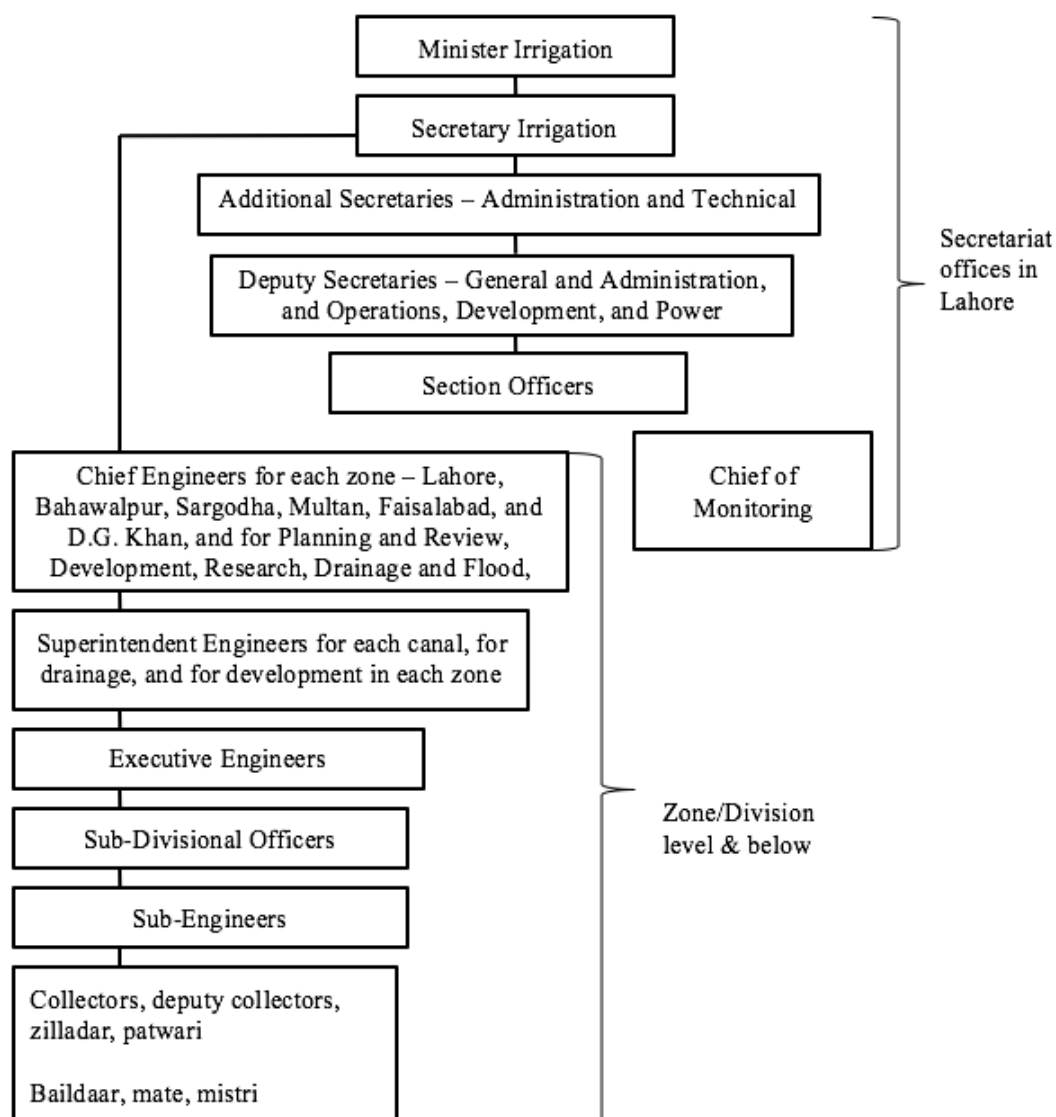 Minister Irrigation
Secretary Irrigation
Additional Secretaries – Administration and Technical
Deputy Secretaries – General and Administration,
and Operations, Development, and Power
Section Officers
Secretariat
offices in
Lahore
Chief of
Monitoring
Chief Engineers for each zone – Lahore,
Bahawalpur, Sargodha, Multan, Faisalabad, and
D.G. Khan, and for Planning and Review,
Development, Research, Drainage and Flood,
Superintendent Engineers for each canal, for
drainage, and for development in each zone
Executive Engineers
Sub-Divisional Officers
Sub-Engineers
Collectors, deputy collectors,
zilladar, patwari
Baildaar, mate, mistri
Zone/Division
level & below